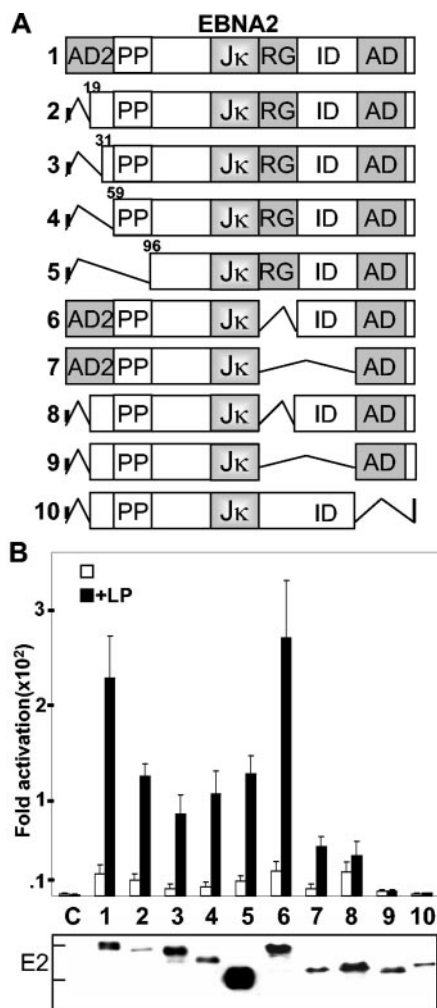 A
EBNA2
1 AD2 PP Jκ RG ID AD
19
2 PP Jκ RG ID AD
31
3 PP Jκ RG ID AD
59
4 PP Jκ RG ID AD
96
5 Jκ RG ID AD
6 AD2 PP Jκ ID AD
7 AD2 PP Jκ AD
8 PP Jκ ID AD
9 PP Jκ AD
10 PP Jκ ID
B
+LP
Fold activation(x10²)
3
2
1
.1
C 1 2 3 4 5 6 7 8 9 10
E2